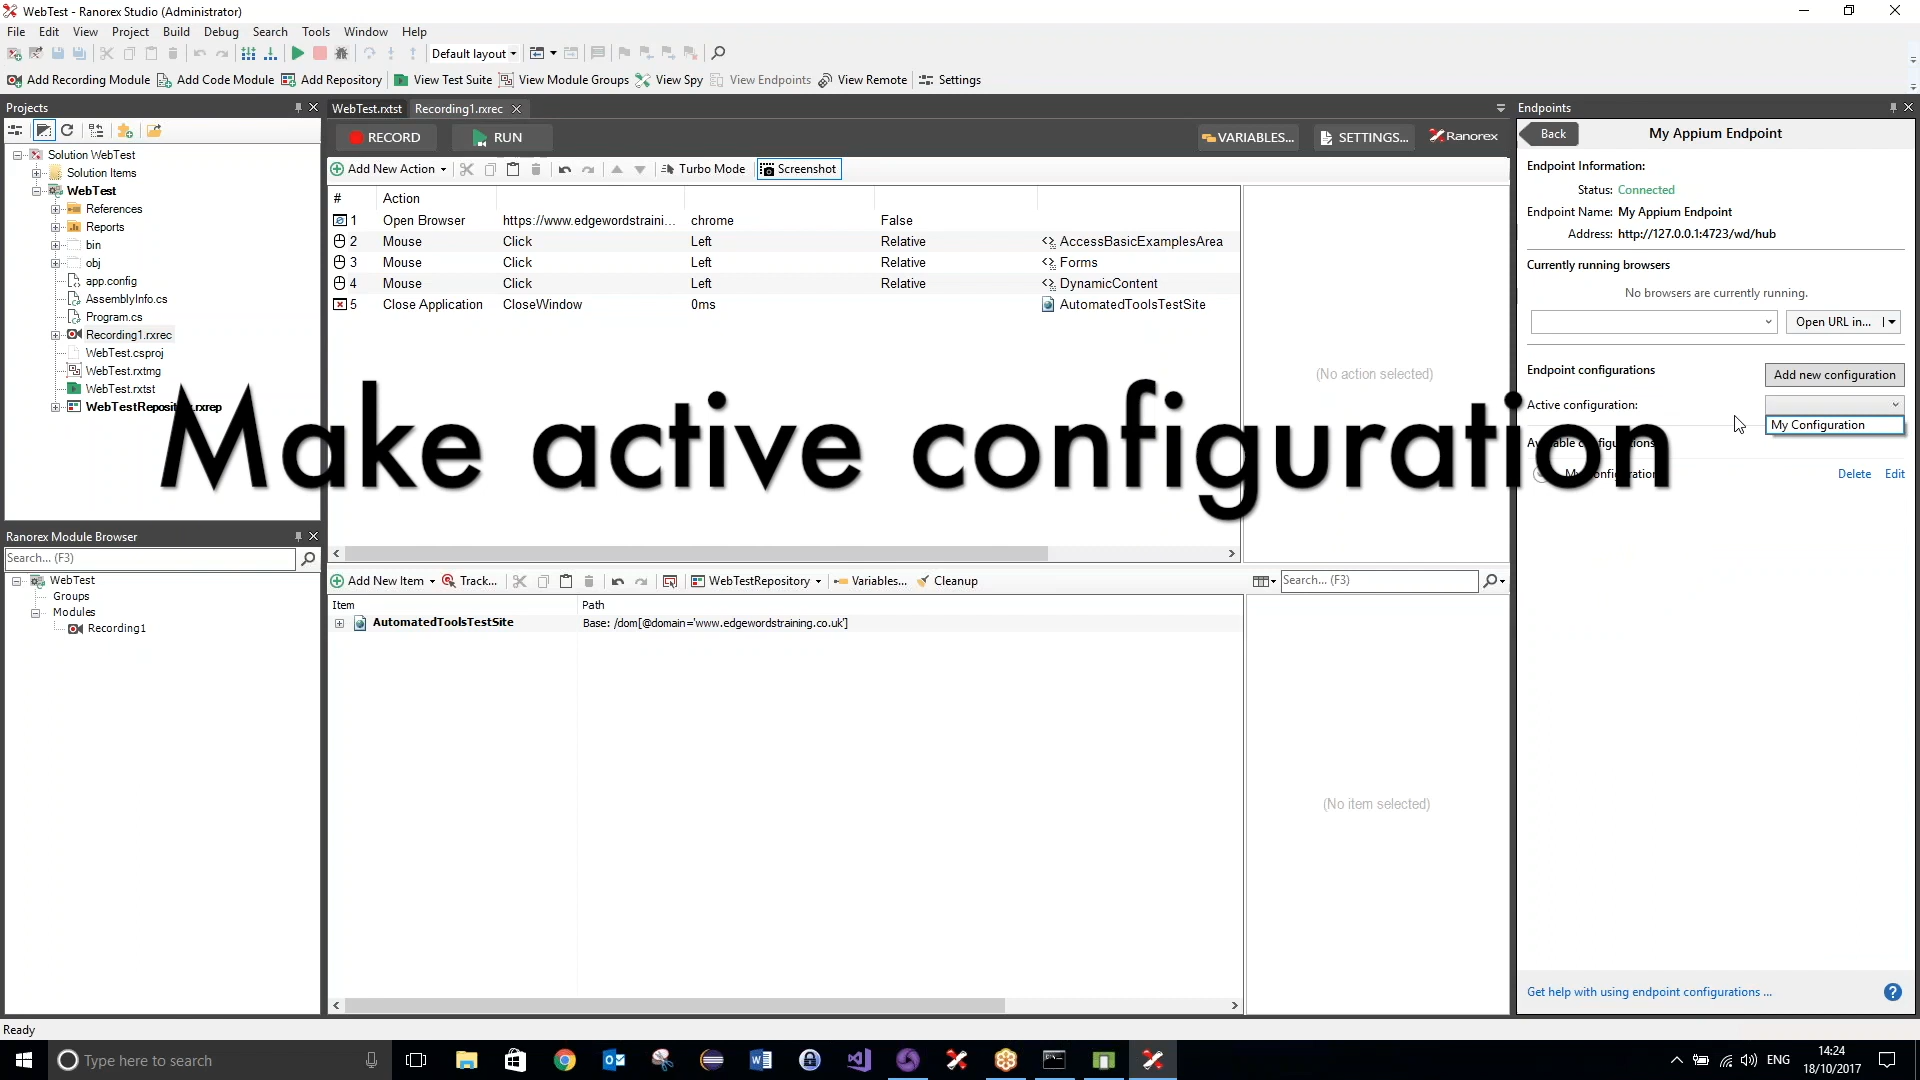 WebTest - Ranorex Studio (Administrator)
File Edit View Project Build Debug Search Tools Window Help
Default layout
Add Recording Module Add Code Module Add Repository View Test Suite View Module Groups View Spy View Endpoints View Remote Settings
Projects
Solution WebTest
Solution Items
WebTest
References
Reports
bin
obj
app.config
AssemblyInfo.cs
Program.cs
Recording1.rxrec
WebTest.csproj
WebTest.rxtmg
WebTest.rxtst
Ranorex Module Browser
Search... (F3)
WebTest
Groups
Modules
Recording1
WebTest.rxtst Recording1.rxrec
RECORD RUN VARIABLES... SETTINGS... Ranorex
Add New Action Turbo Mode Screenshot
# Action
1 Open Browser https://www.edgewordstraini... chrome False
2 Mouse Click Left Relative AccessBasicExamplesArea
3 Mouse Click Left Relative Forms
4 Mouse Click Left Relative DynamicContent
5 Close Application CloseWindow 0ms AutomatedToolsTestSite
(No action selected)
Make active configuration
Add New Item Track... WebTestRepository Variables... Cleanup Search... (F3)
Item Path
AutomatedToolsTestSite Base: /dom[@domain='www.edgewordstraining.co.uk']
(No item selected)
Endpoints
Back My Appium Endpoint
Endpoint Information:
Status: Connected
Endpoint Name: My Appium Endpoint
Address: http://127.0.0.1:4723/wd/hub
Currently running browsers
No browsers are currently running.
Open URL in...
Endpoint configurations
Add new configuration
Active configuration:
My Configuration
Delete Edit
Get help with using endpoint configurations ...
Ready
Type here to search
ENG
14:24
18/10/2017